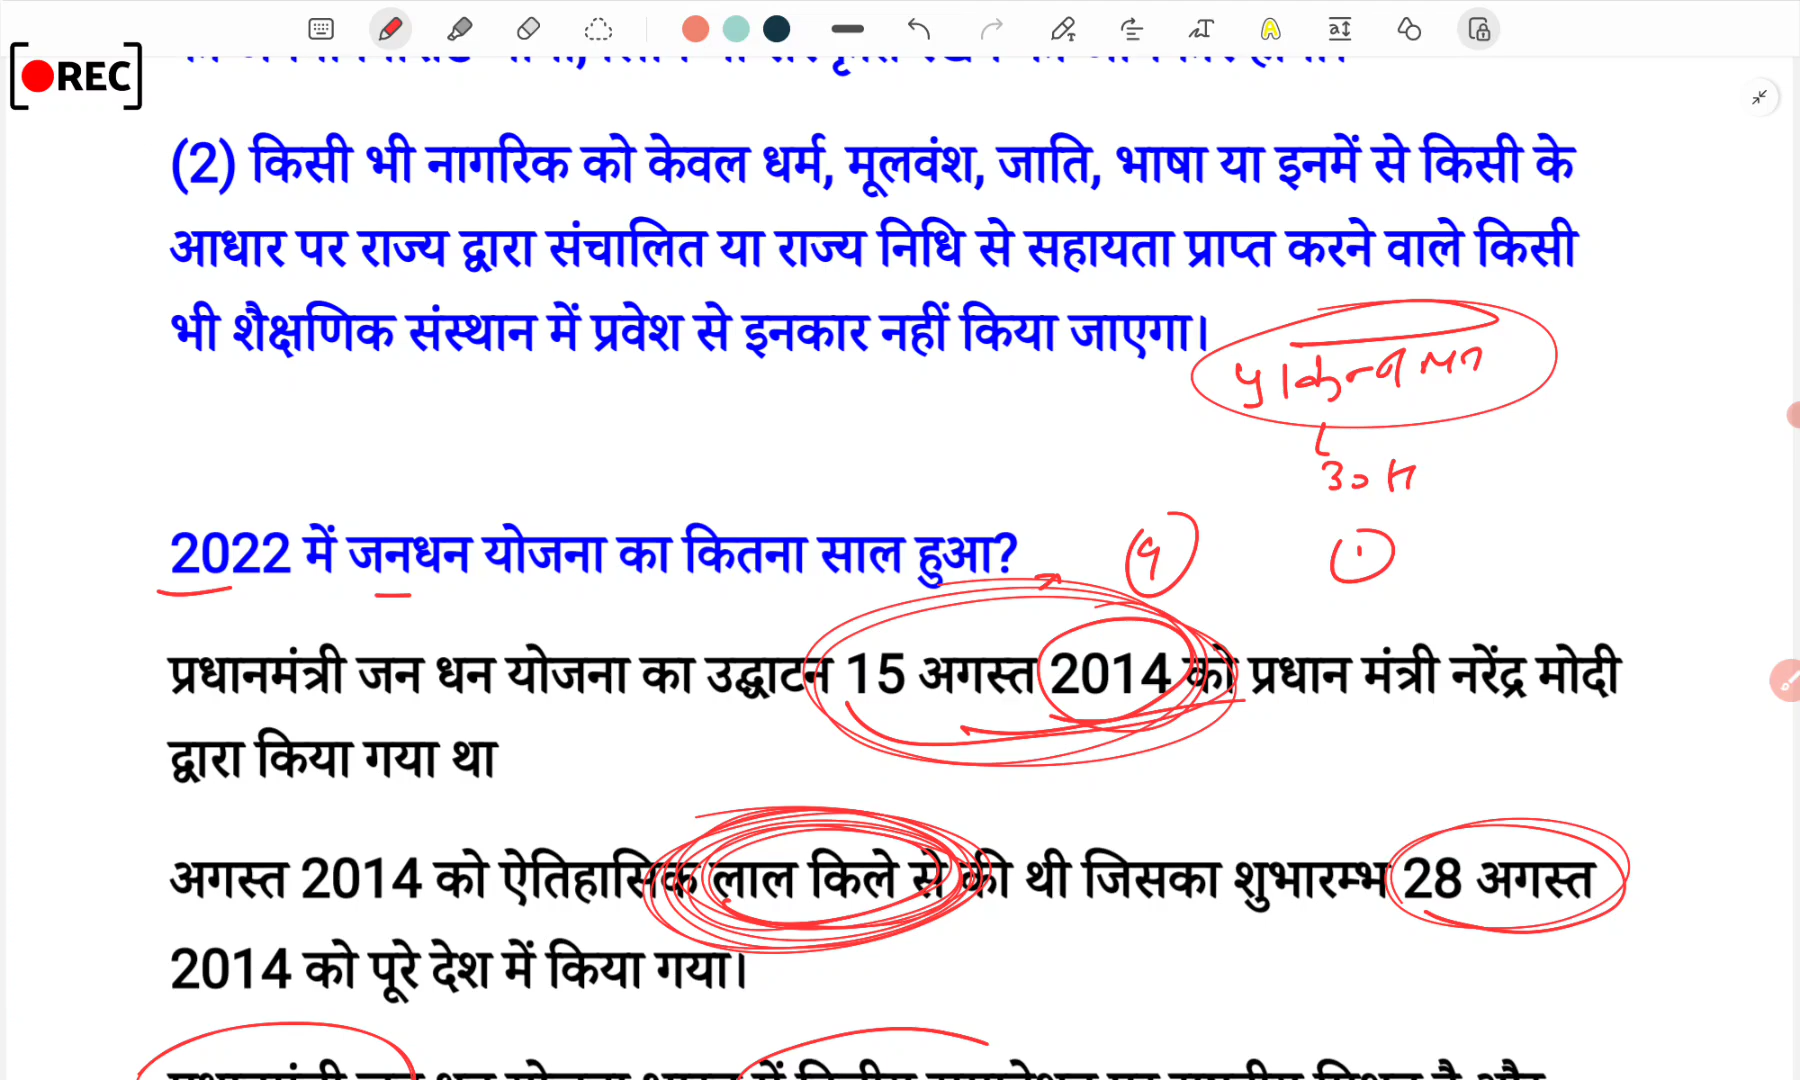 REC
(2) किसी भी नागरिक को केवल धर्म, मूलवंश, जाति, भाषा या इनमें से किसी के
आधार पर राज्य द्वारा संचालित या राज्य निधि से सहायता प्राप्त करने वाले किसी
भी शैक्षणिक संस्थान में प्रवेश से इनकार नहीं किया जाएगा।
2022 में जनधन योजना का कितना साल हुआ?
प्रधानमंत्री जन धन योजना का उद्घाटन 15 अगस्त 2014 को प्रधान मंत्री नरेंद्र मोदी
द्वारा किया गया था
अगस्त 2014 को ऐतिहासिक लाल किले से की थी जिसका शुभारम्भ 28 अगस्त
2014 को पूरे देश में किया गया।